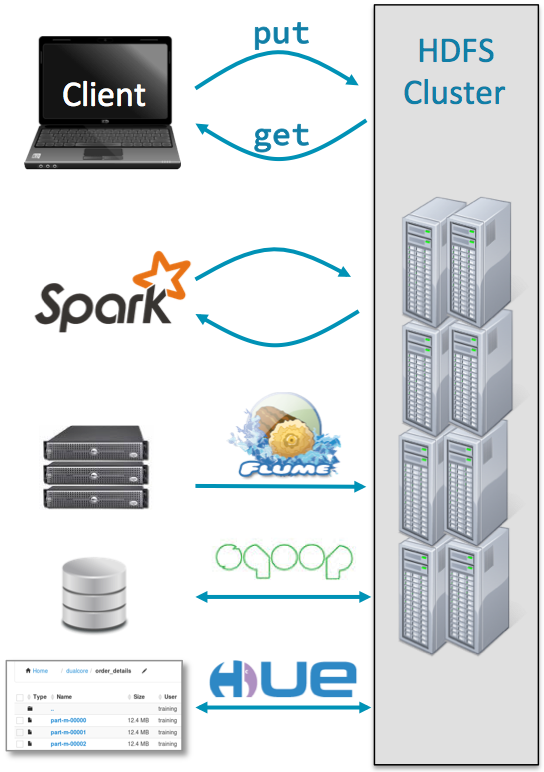 put
HDFS
Cluster
Client
get
Spark
FLUME
sqoop
HUE
Home / dualcore / order_details
Type Name Size User
.. training
part-m-00000 12.4 MB training
part-m-00001 12.4 MB training
part-m-00002 12.4 MB training